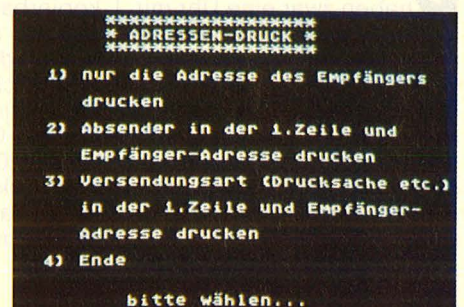 *******************
* ADRESSEN-DRUCK *
*******************
1) nur die Adresse des Empfängers
drucken
2) Absender in der 1.Zeile und
Empfänger-Adresse drucken
3) Versendungsart (Drucksache etc.)
in der 1.Zeile und Empfänger-
Adresse drucken
4) Ende
bitte wählen...